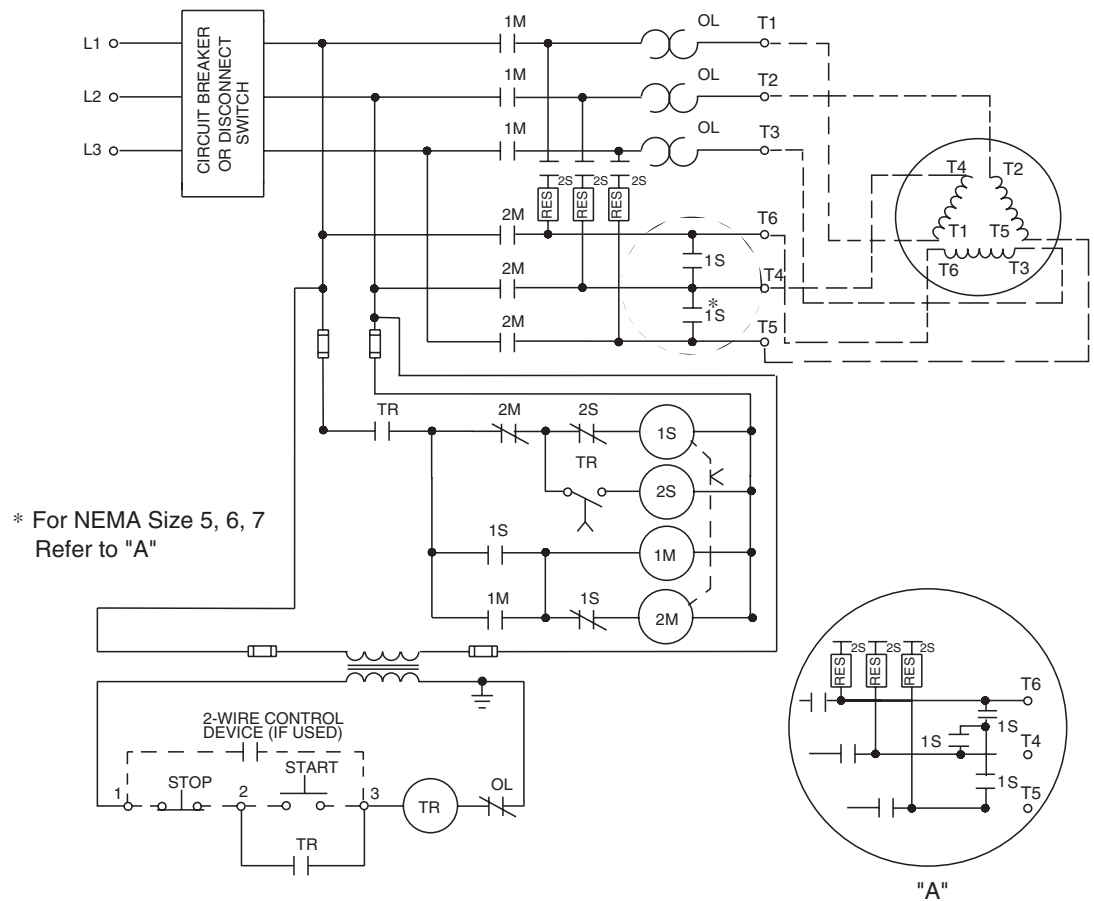 1M
OL
T1
L1
CIRCUIT BREAKER
OR DISCONNECT
SWITCH
1M
OL
T2
L2
1M
OL
T3
L3
2S
2S
2S
RES
RES
RES
T4
T2
T1
T5
T6
T3
2M
T6
1S
2M
T4
*
1S
2M
T5
TR
2M
2S
1S
TR
2S
* For NEMA Size 5, 6, 7
Refer to "A"
1S
1M
1M
1S
2M
2-WIRE CONTROL
DEVICE (IF USED)
START
STOP
1
2
3
TR
OL
TR
2S
2S
2S
RES
RES
RES
T6
1S
1S
T4
1S
T5
"A"